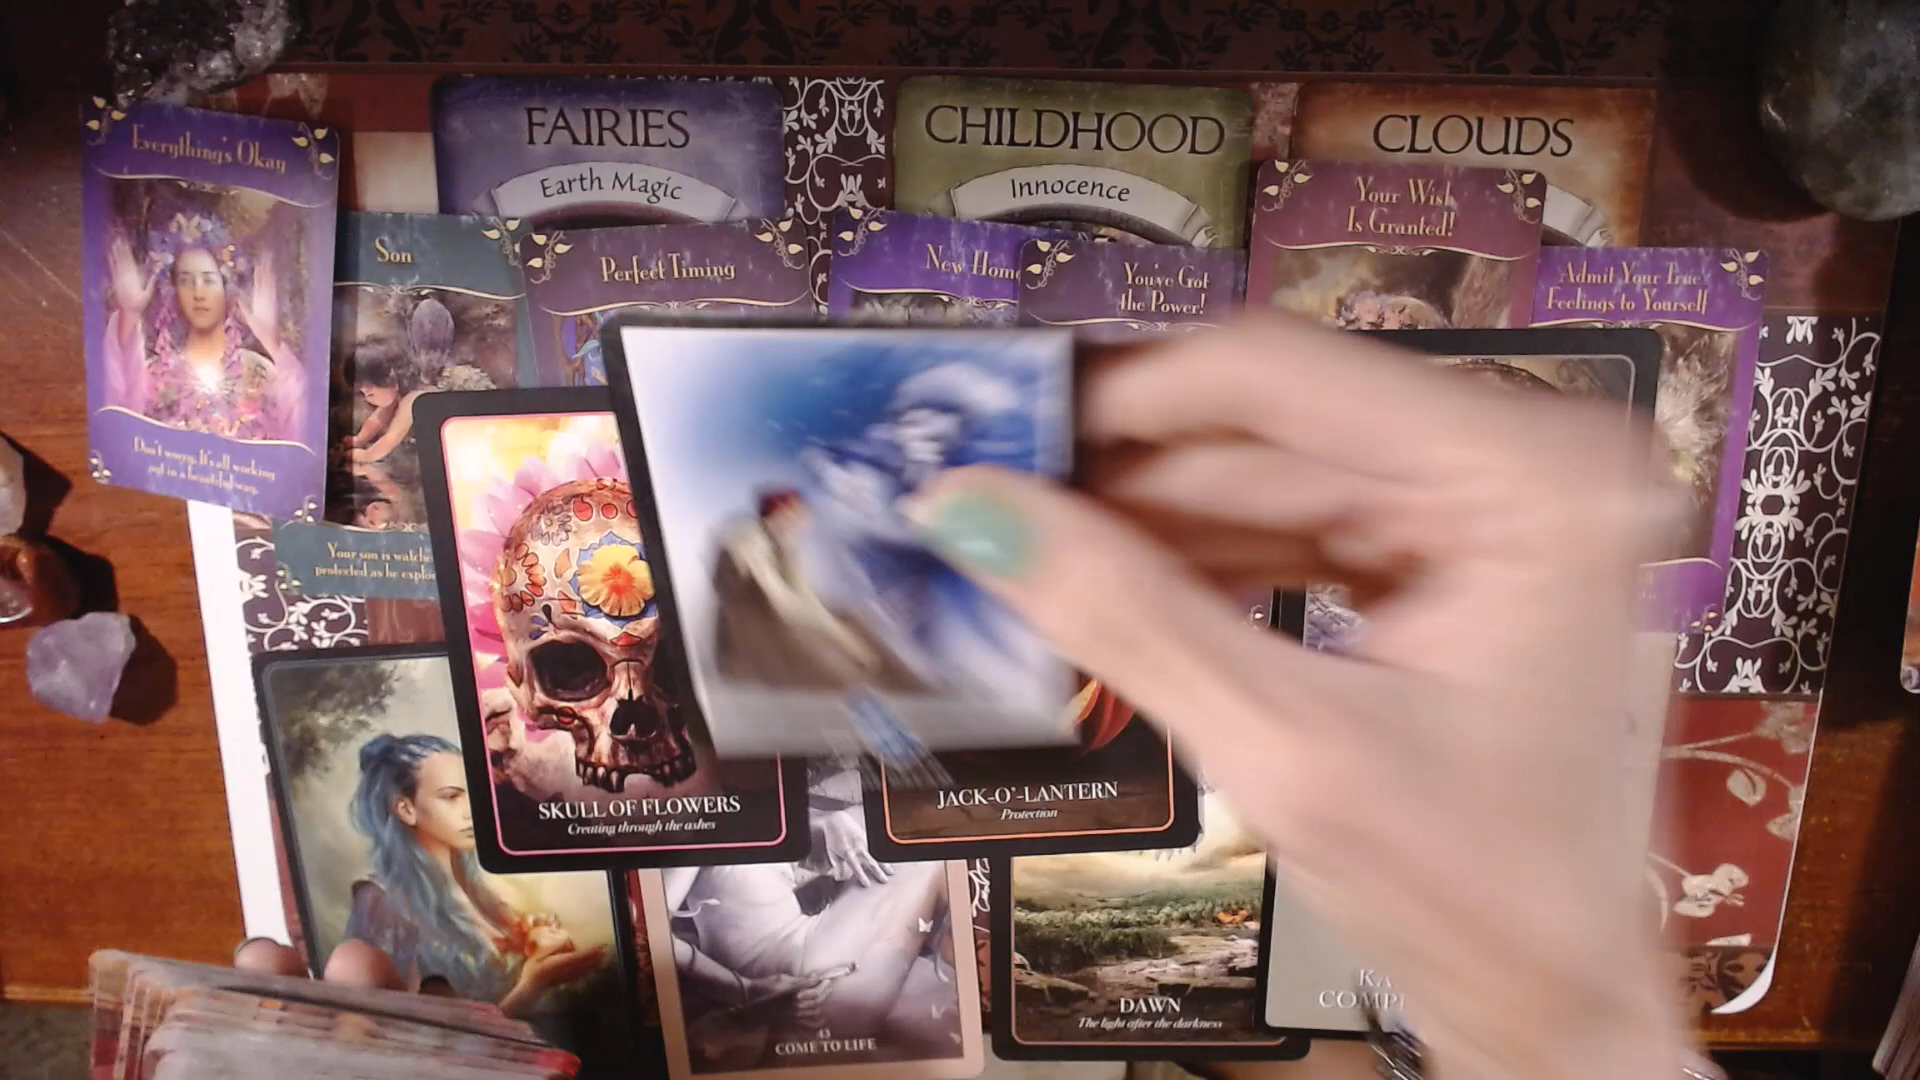 FAIRIES
Earth Magic
CHILDHOOD
Innocence
CLOUDS
Everything's Okay
Don't worry. It's all working
out in a beautiful way.
Son
Your son is
protected as he
Perfect Timing
New Home
You've Got
the Power!
Your Wish
Is Granted!
Admit Your True
Feelings to Yourself
SKULL OF FLOWERS
Creating through the ashes
JACK-O'-LANTERN
Protection
43
COME TO LIFE
DAWN
The light after the darkness
KA
COMP